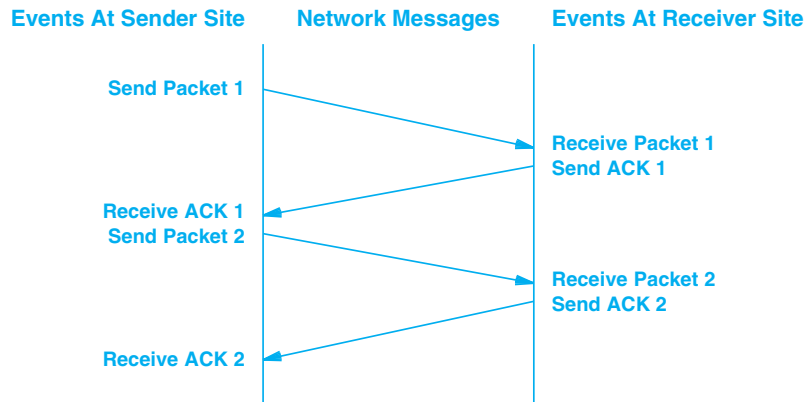 Events At Sender Site
Network Messages
Events At Receiver Site
Send Packet 1
Receive Packet 1
Send ACK 1
Receive ACK 1
Send Packet 2
Receive Packet 2
Send ACK 2
Receive ACK 2